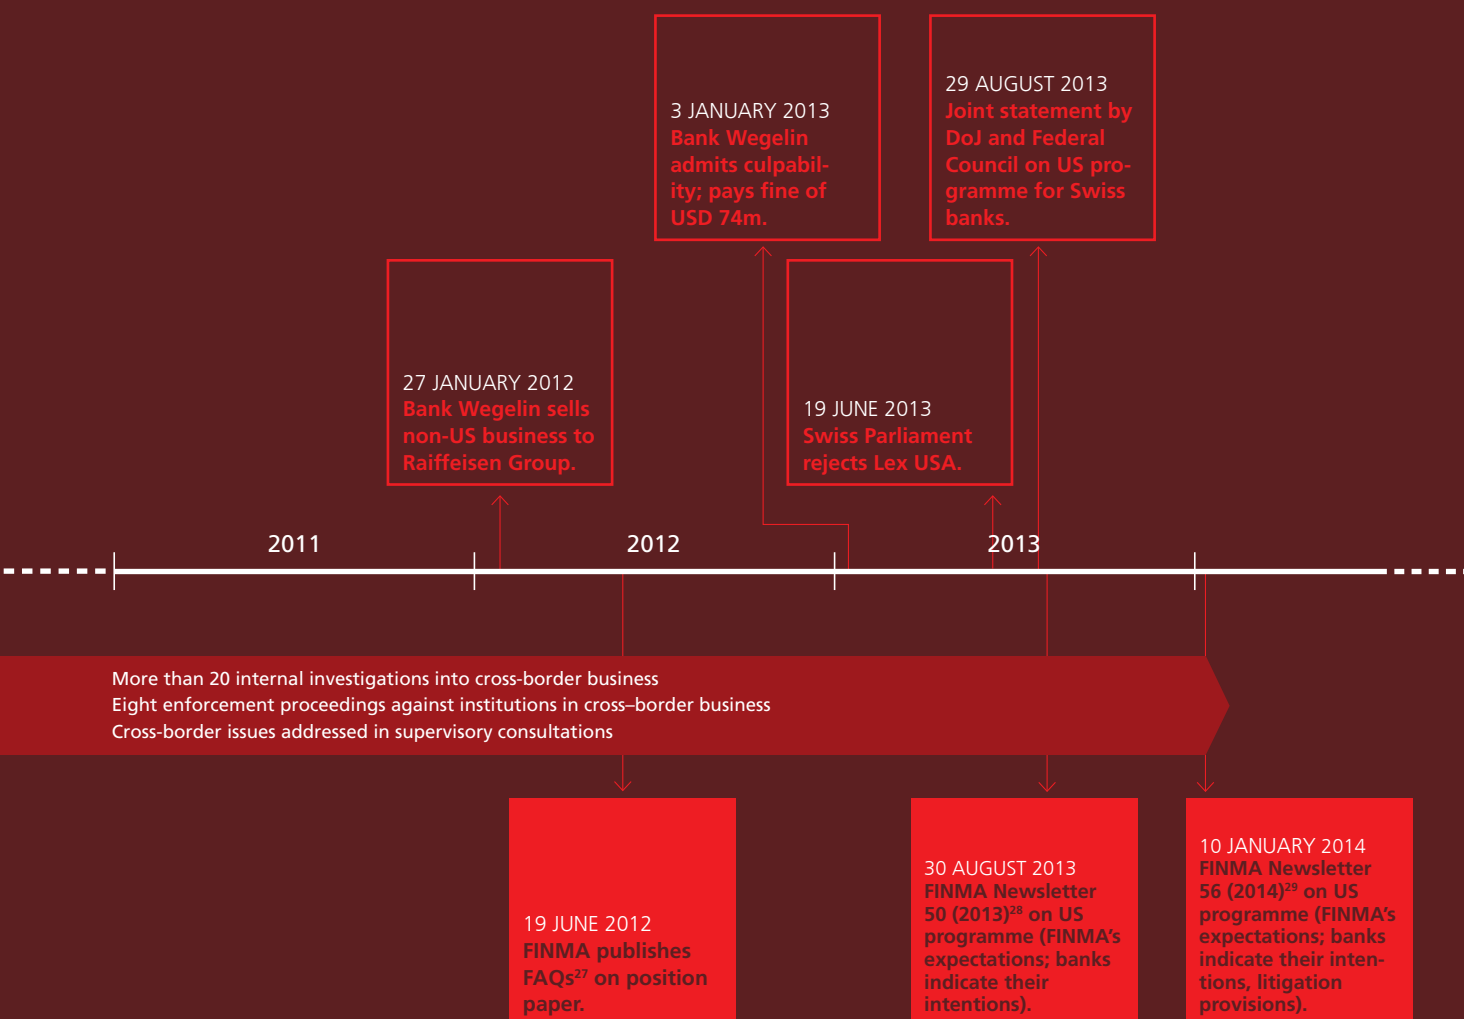 3 JANUARY 2013
Bank Wegelin
admits culpabil-
ity; pays fine of
USD 74m.
29 AUGUST 2013
Joint statement by
DoJ and Federal
Council on US pro-
gramme for Swiss
banks.
27 JANUARY 2012
Bank Wegelin sells
non-US business to
Raiffeisen Group.
19 JUNE 2013
Swiss Parliament
rejects Lex USA.
2011
2012
2013
More than 20 internal investigations into cross-border business
Eight enforcement proceedings against institutions in cross–border business
Cross-border issues addressed in supervisory consultations
19 JUNE 2012
FINMA publishes
FAQs²⁷ on position
paper.
30 AUGUST 2013
FINMA Newsletter
50 (2013)²⁸ on US
programme (FINMA’s
expectations; banks
indicate their
intentions).
10 JANUARY 2014
FINMA Newsletter
56 (2014)²⁹ on US
programme (FINMA’s
expectations; banks
indicate their inten-
tions, litigation
provisions).